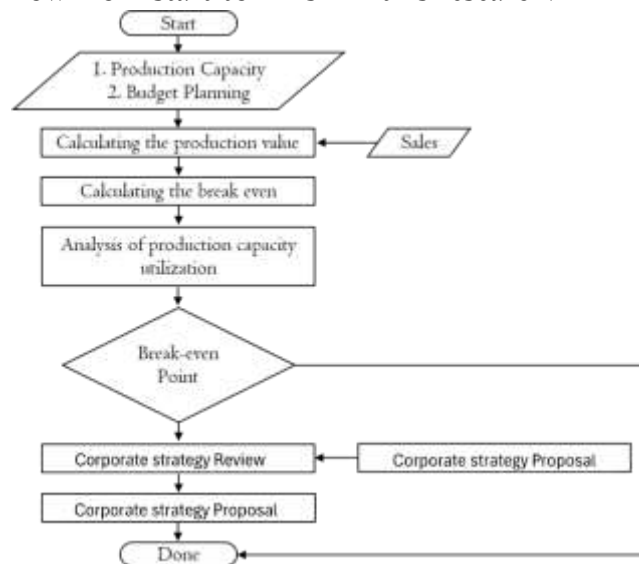 Start
1. Production Capacity
2. Budget Planning
Calculating the production value
Sales
Calculating the break even
Analysis of production capacity
utilization
Break-even
Point
Corporate strategy Review
Corporate strategy Proposal
Corporate strategy Proposal
Done